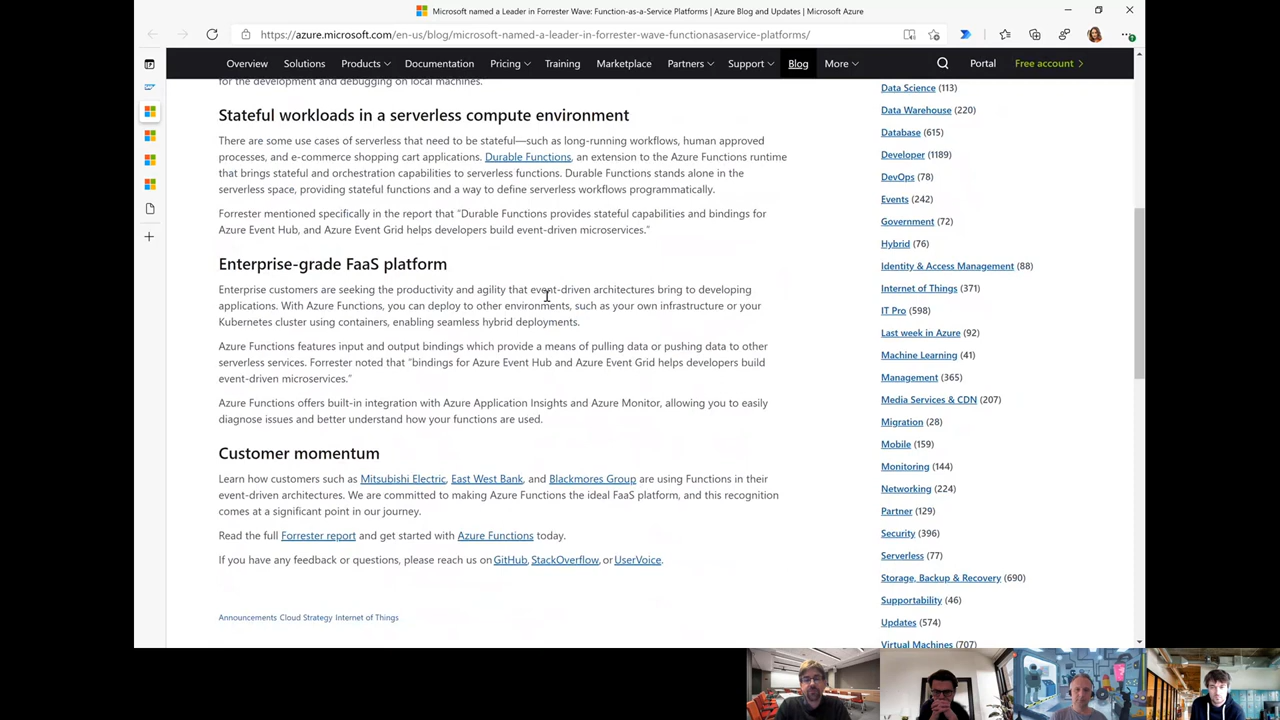 Microsoft named a Leader in Forrester Wave: Function-as-a-Service Platforms | Azure Blog and Updates | Microsoft Azure
https://azure.microsoft.com/en-us/blog/microsoft-named-a-leader-in-forrester-wave-functionasaservice-platforms/
Overview Solutions Products Documentation Pricing Training Marketplace Partners Support Blog More Portal Free account
for the development and debugging on local machines.
Stateful workloads in a serverless compute environment
There are some use cases of serverless that need to be stateful—such as long-running workflows, human approved
processes, and e-commerce shopping cart applications. Durable Functions, an extension to the Azure Functions runtime
that brings stateful and orchestration capabilities to serverless functions. Durable Functions stands alone in the
serverless space, providing stateful functions and a way to define serverless workflows programmatically.
Forrester mentioned specifically in the report that “Durable Functions provides stateful capabilities and bindings for
Azure Event Hub, and Azure Event Grid helps developers build event-driven microservices.”
Enterprise-grade FaaS platform
Enterprise customers are seeking the productivity and agility that event-driven architectures bring to developing
applications. With Azure Functions, you can deploy to other environments, such as your own infrastructure or your
Kubernetes cluster using containers, enabling seamless hybrid deployments.
Azure Functions features input and output bindings which provide a means of pulling data or pushing data to other
serverless services. Forrester noted that “bindings for Azure Event Hub and Azure Event Grid helps developers build
event-driven microservices.”
Azure Functions offers built-in integration with Azure Application Insights and Azure Monitor, allowing you to easily
diagnose issues and better understand how your functions are used.
Customer momentum
Learn how customers such as Mitsubishi Electric, East West Bank, and Blackmores Group are using Functions in their
event-driven architectures. We are committed to making Azure Functions the ideal FaaS platform, and this recognition
comes at a significant point in our journey.
Read the full Forrester report and get started with Azure Functions today.
If you have any feedback or questions, please reach us on GitHub, StackOverflow, or UserVoice.
Announcements Cloud Strategy Internet of Things
Data Science (113)
Data Warehouse (220)
Database (615)
Developer (1189)
DevOps (78)
Events (242)
Government (72)
Hybrid (76)
Identity & Access Management (88)
Internet of Things (371)
IT Pro (598)
Last week in Azure (92)
Machine Learning (41)
Management (365)
Media Services & CDN (207)
Migration (28)
Mobile (159)
Monitoring (144)
Networking (224)
Partner (129)
Security (396)
Serverless (77)
Storage, Backup & Recovery (690)
Supportability (46)
Updates (574)
Virtual Machines (707)